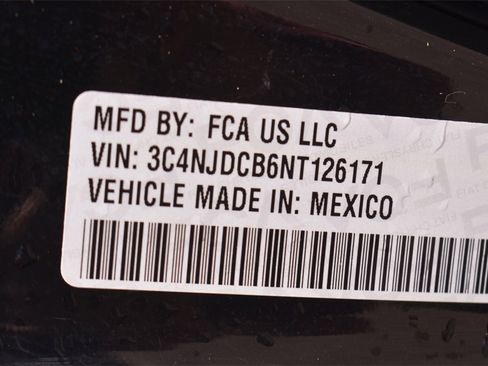 MFD BY: FCA US LLC
VIN: 3C4NJDCB6NT126171
VEHICLE MADE IN: MEXICO